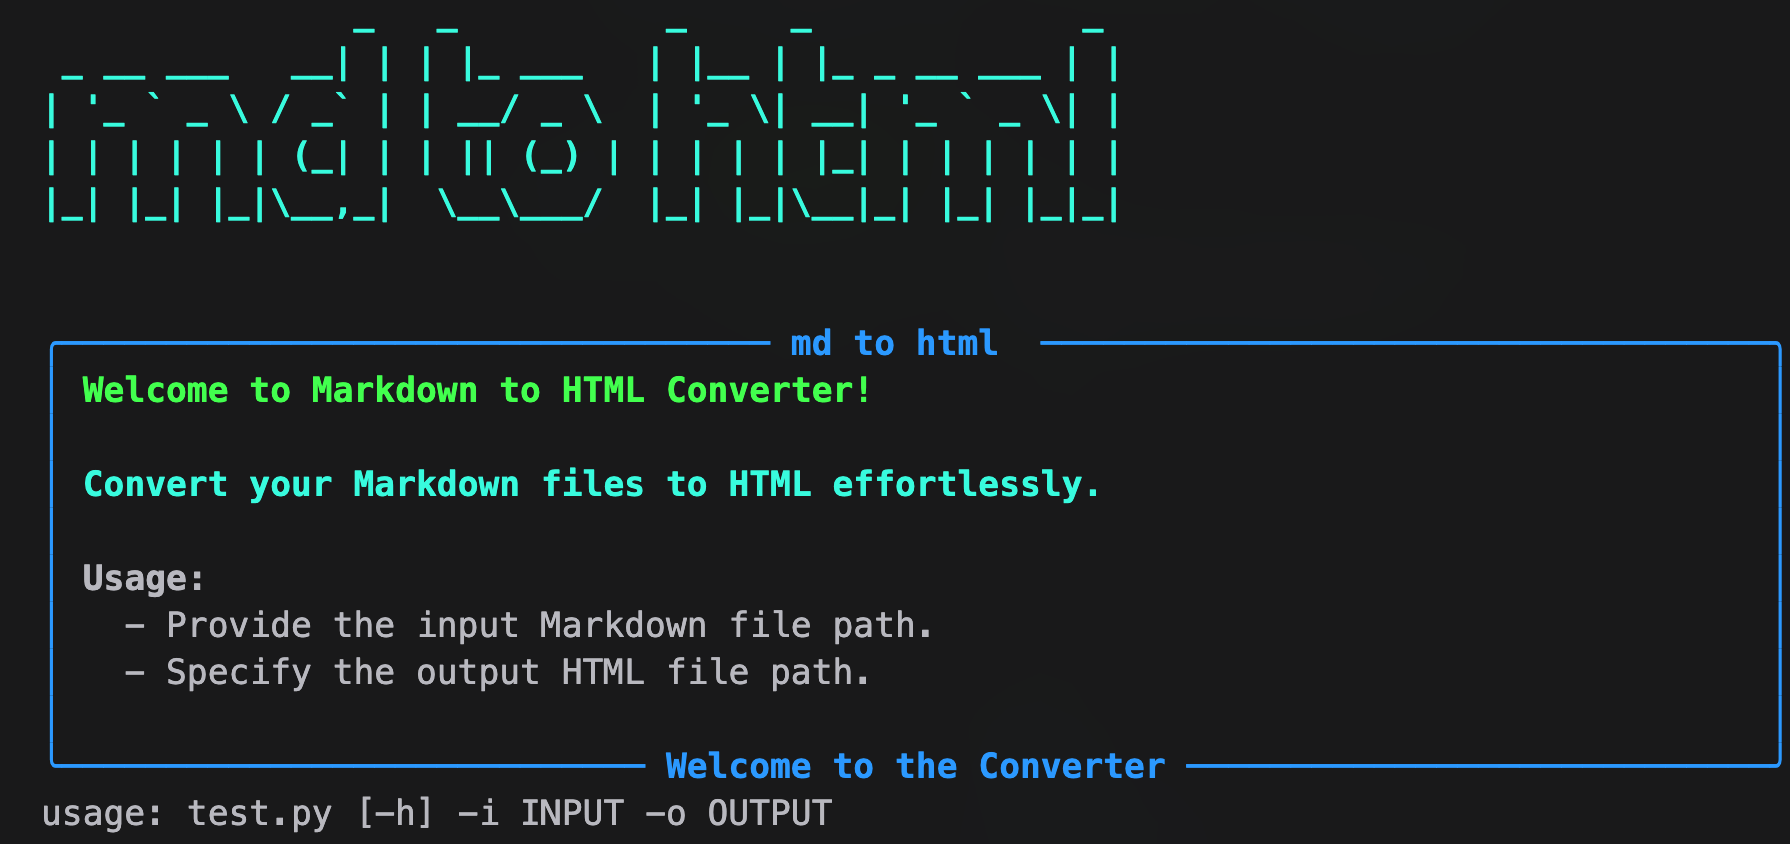 md to html
md to html
Welcome to Markdown to HTML Converter!
Convert your Markdown files to HTML effortlessly.
Usage:
- Provide the input Markdown file path.
- Specify the output HTML file path.
Welcome to the Converter
usage: test.py [-h] -i INPUT -o OUTPUT